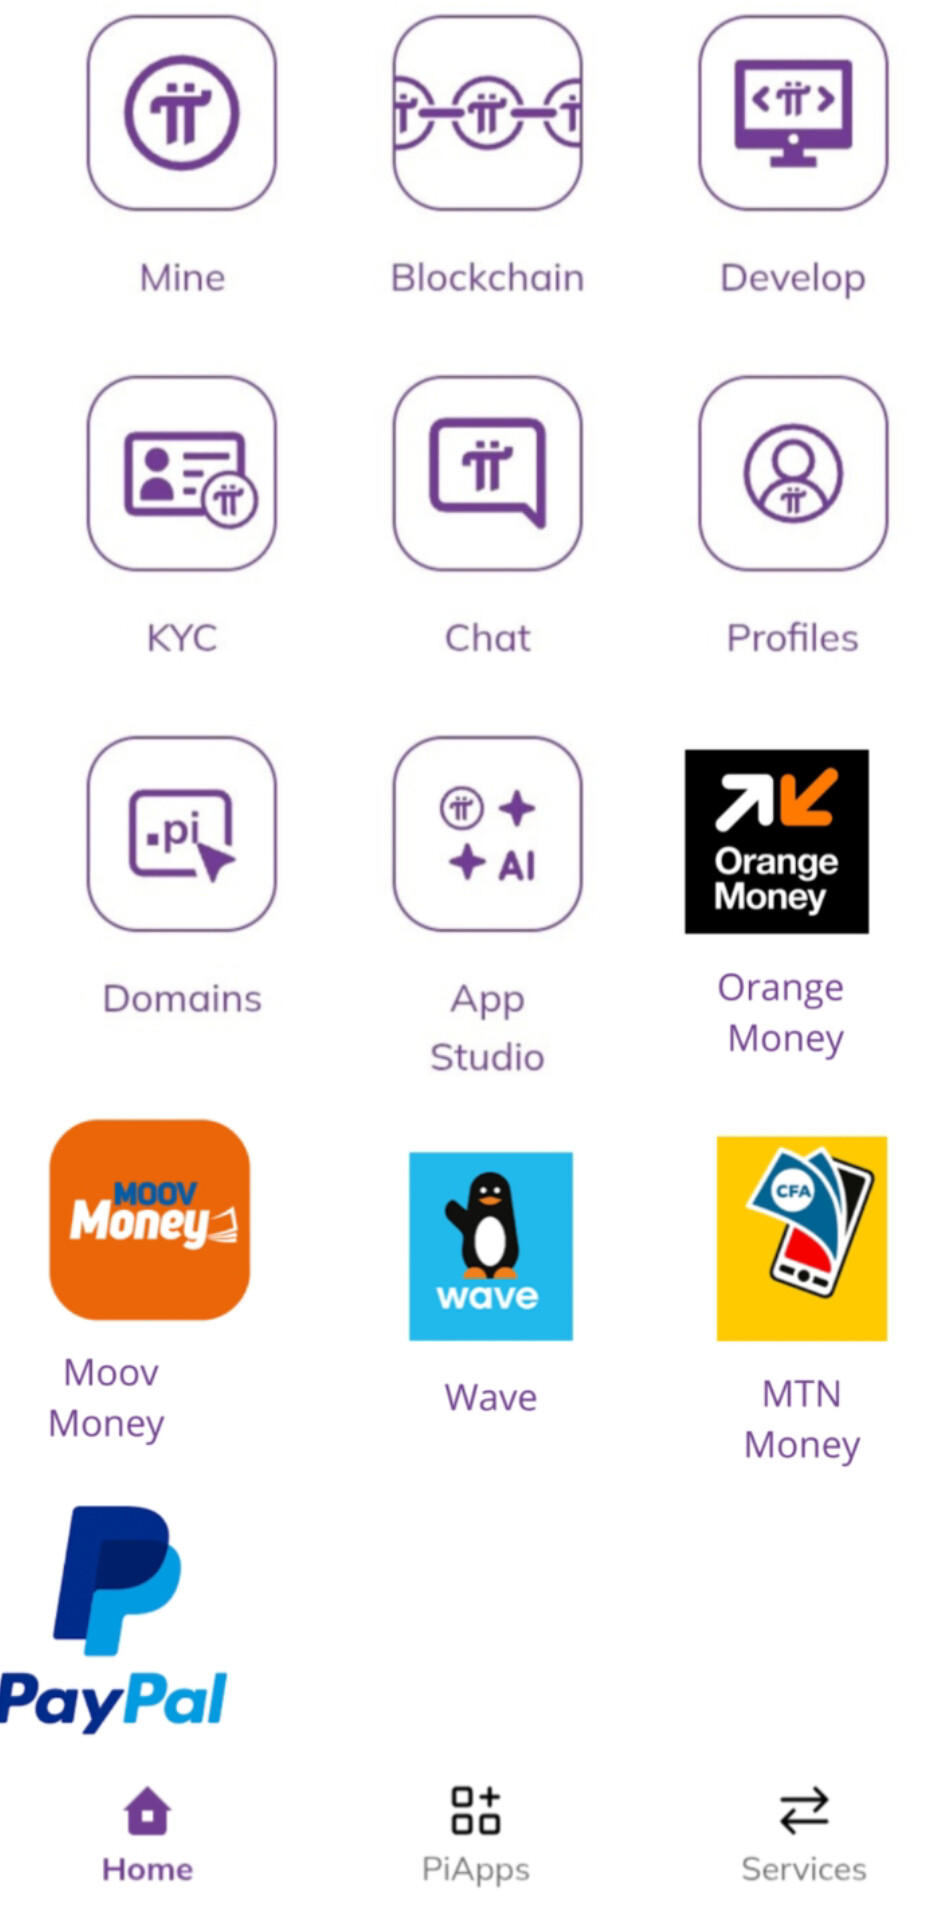 Mine
Blockchain
Develop
KYC
Chat
Profiles
.pi
AI
Orange
Money
Domains
App
Studio
Orange
Money
MOOV
Money
wave
CFA
Moov
Money
Wave
MTN
Money
PayPal
Home
PiApps
Services